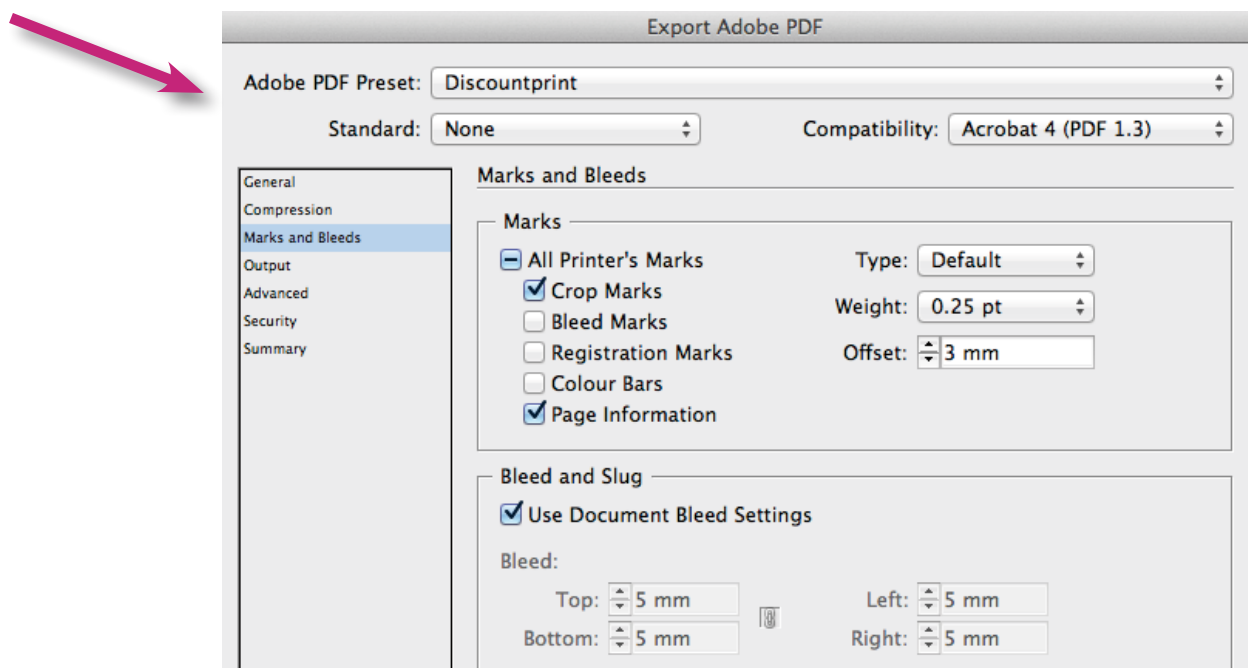 Export Adobe PDF
Adobe PDF Preset: Discountprint
Standard: None Compatibility: Acrobat 4 (PDF 1.3)
General
Compression
Marks and Bleeds
Output
Advanced
Security
Summary
Marks and Bleeds
Marks
All Printer's Marks
Crop Marks
Bleed Marks
Registration Marks
Colour Bars
Page Information
Type: Default
Weight: 0.25 pt
Offset: 3 mm
Bleed and Slug
Use Document Bleed Settings
Bleed:
Top: 5 mm Left: 5 mm
Bottom: 5 mm Right: 5 mm